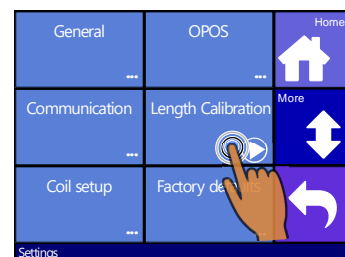 General
OPOS
Home
Communication
Length Calibration
More
Coil setup
Factory
Settings